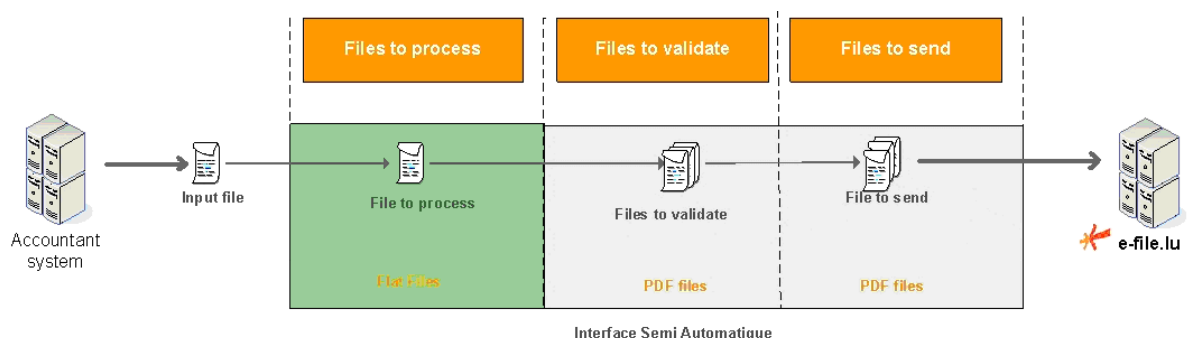 Files to process
Files to validate
Files to send
Input file
File to process
Files to validate
File to send
Accountant
system
e-file.lu
Flat Files
PDF files
PDF files
Interface Semi Automatique